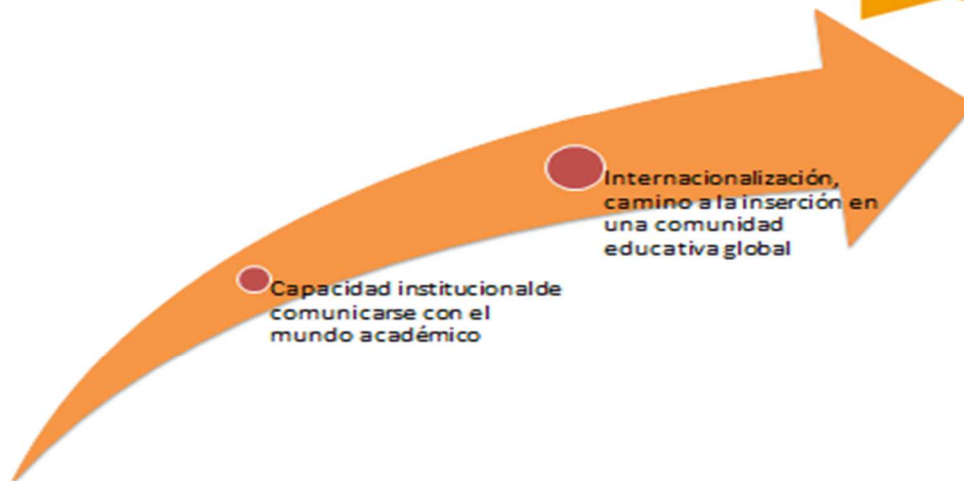 Internacionalización,
camino a la inserción en
una comunidad
educativa global
Capacidad institucionalde
comunicarse con el
mundo académico